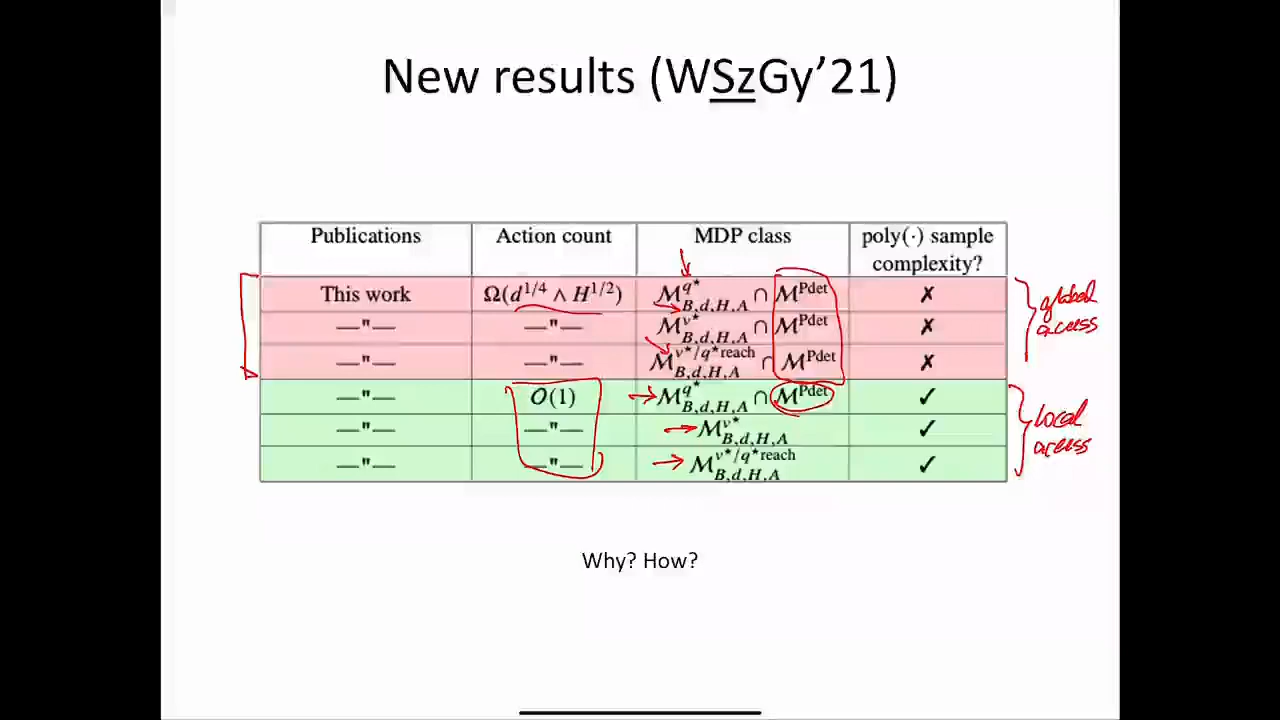 New results (WSzGy'21)
Publications Action count MDP class poly(·) sample complexity?
This work Ω(d^{1/4} ∧ H^{1/2}) M^{q⋆}_{B,d,H,A} ∩ M^{Pdet} ✗
—"— —"— M^{v⋆}_{B,d,H,A} ∩ M^{Pdet} ✗
—"— —"— M^{v⋆/q⋆reach}_{B,d,H,A} ∩ M^{Pdet} ✗
—"— O(1) M^{q⋆}_{B,d,H,A} ∩ M^{Pdet} ✓
—"— —"— M^{v⋆}_{B,d,H,A} ✓
—"— —"— M^{v⋆/q⋆reach}_{B,d,H,A} ✓
global
access
local
access
Why? How?